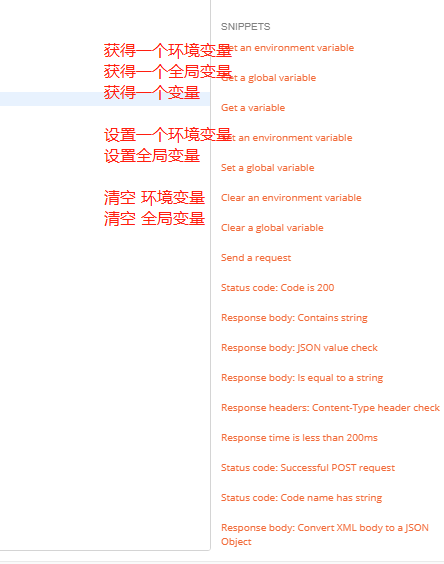 SNIPPETS
获得一个环境变量
Get an environment variable
获得一个全局变量
Get a global variable
获得一个变量
Get a variable
设置一个环境变量
Set an environment variable
设置全局变量
Set a global variable
清空 环境变量
Clear an environment variable
清空 全局变量
Clear a global variable
Send a request
Status code: Code is 200
Response body: Contains string
Response body: JSON value check
Response body: Is equal to a string
Response headers: Content-Type header check
Response time is less than 200ms
Status code: Successful POST request
Status code: Code name has string
Response body: Convert XML body to a JSON
Object